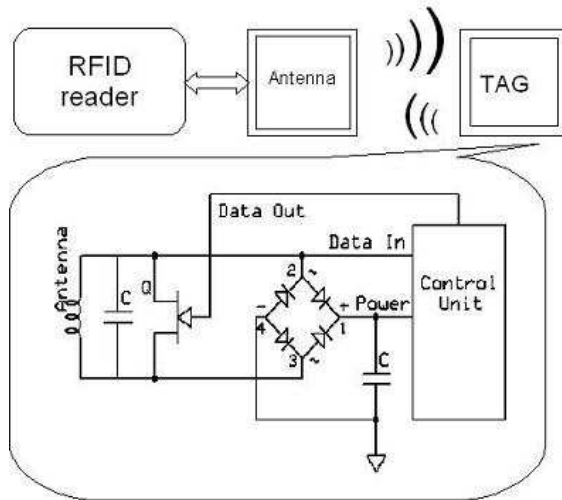 RFID
reader
Antenna
TAG
Data Out
Antenna
C
Q
2 ~
Data In
Control
Unit
- +
Power
4 1
3 ~
C